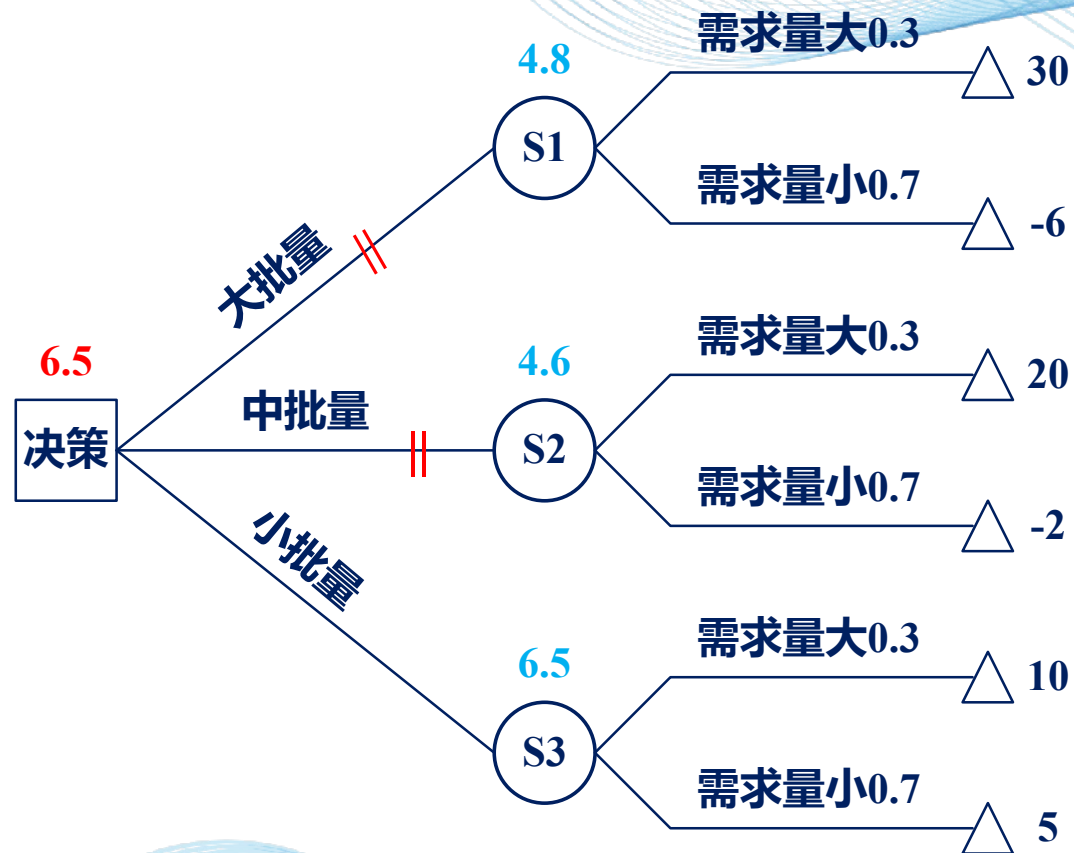 需求量大0.3
4.8
30
S1
需求量小0.7
-6
大批量
需求量大0.3
6.5
4.6
20
中批量
决策
S2
需求量小0.7
-2
小批量
需求量大0.3
6.5
10
S3
需求量小0.7
5